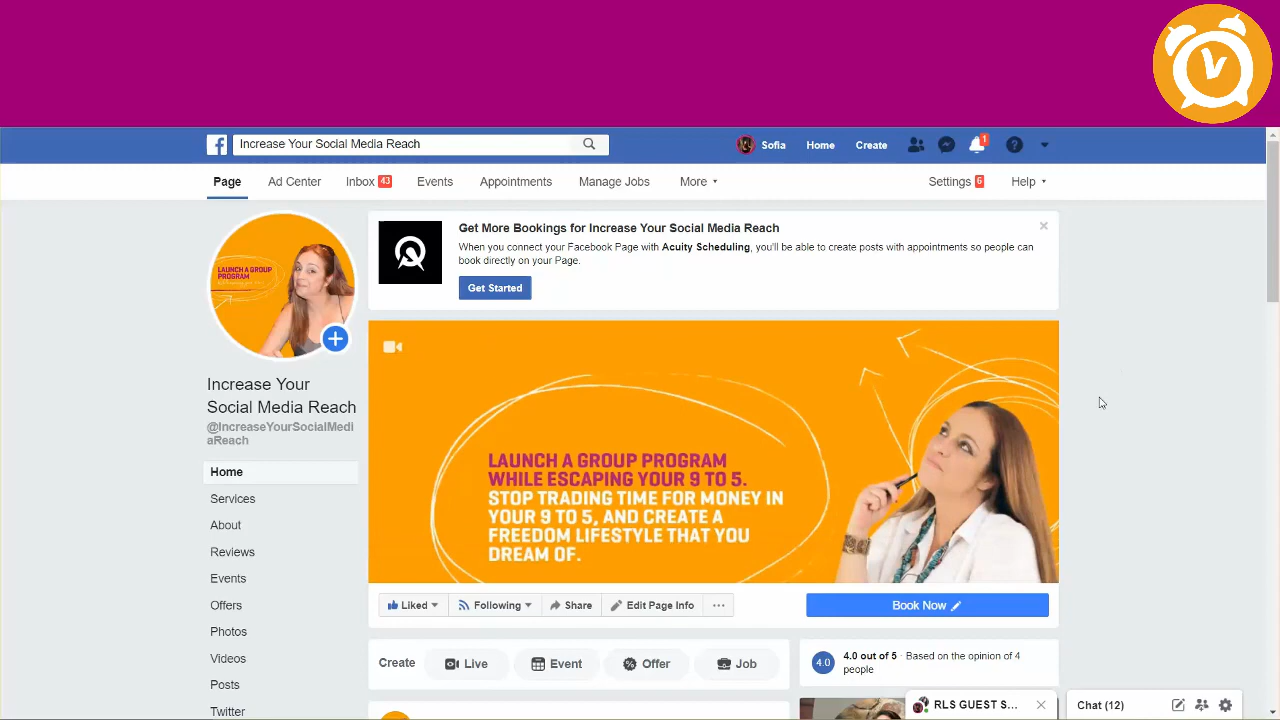 V
Increase Your Social Media Reach
Sofia Home Create 1
Page Ad Center Inbox 43 Events Appointments Manage Jobs More Settings 6 Help
Get More Bookings for Increase Your Social Media Reach
When you connect your Facebook Page with Acuity Scheduling, you'll be able to create posts with appointments so people can
book directly on your Page.
Get Started
LAUNCH A GROUP
PROGRAM
Increase Your
Social Media Reach
@IncreaseYourSocialMedi
aReach
Home
Services
About
Reviews
Events
Offers
Photos
Videos
Posts
Twitter
LAUNCH A GROUP PROGRAM
WHILE ESCAPING YOUR 9 TO 5.
STOP TRADING TIME FOR MONEY IN
YOUR 9 TO 5, AND CREATE A
FREEDOM LIFESTYLE THAT YOU
DREAM OF.
Liked Following Share Edit Page Info ... Book Now
Create Live Event Offer Job
4.0 4.0 out of 5 · Based on the opinion of 4
people
RLS GUEST S... Chat (12)